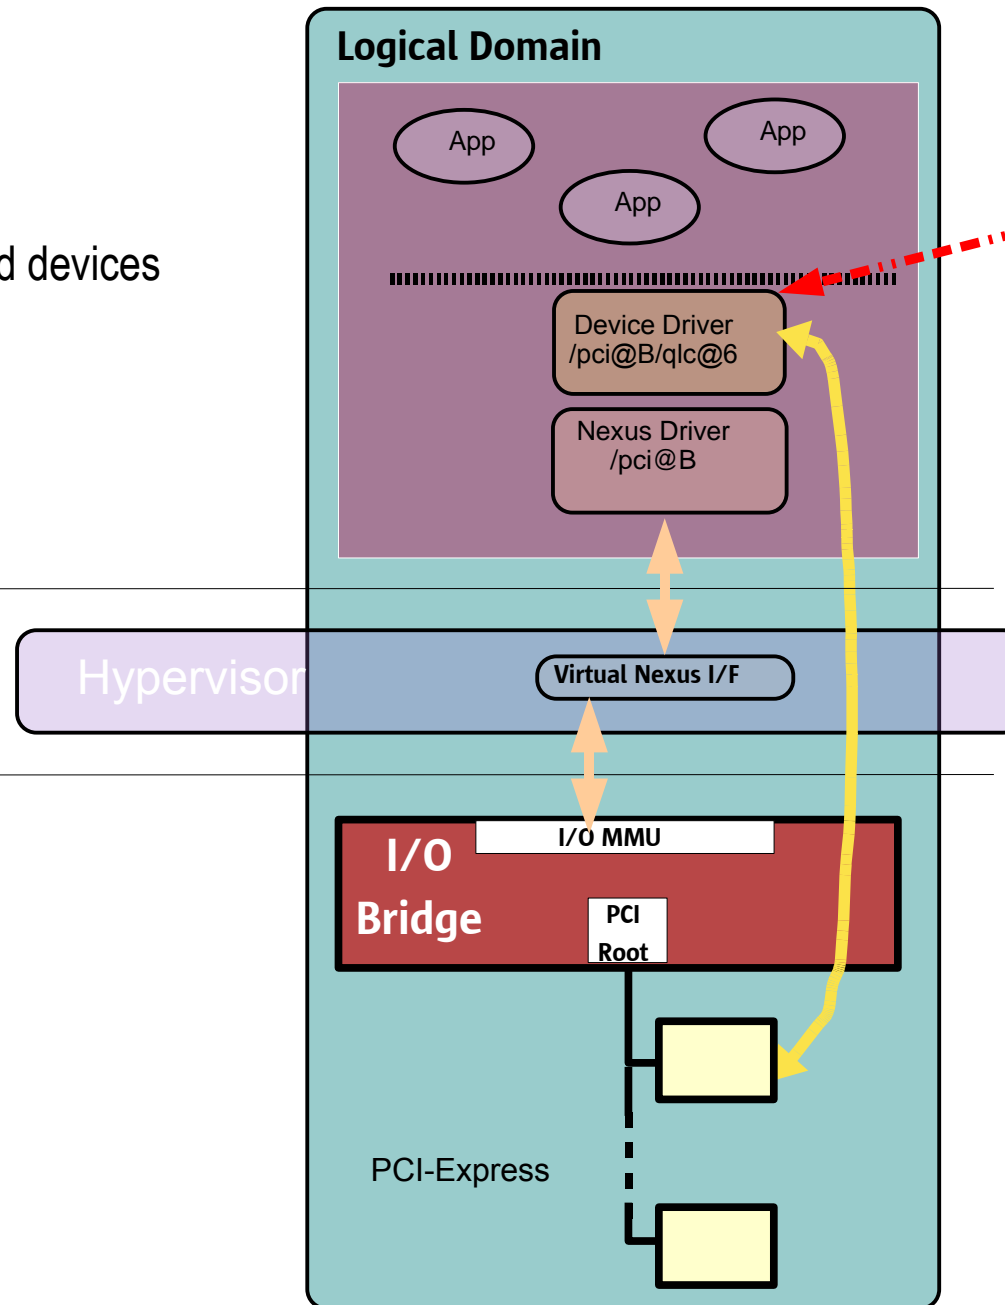 Logical Domain
App
App
App
d devices
Device Driver
/pci@B/qlc@6
Nexus Driver
/pci@B
Hypervisor
Virtual Nexus I/F
I/O MMU
I/O
Bridge
PCI
Root
PCI-Express